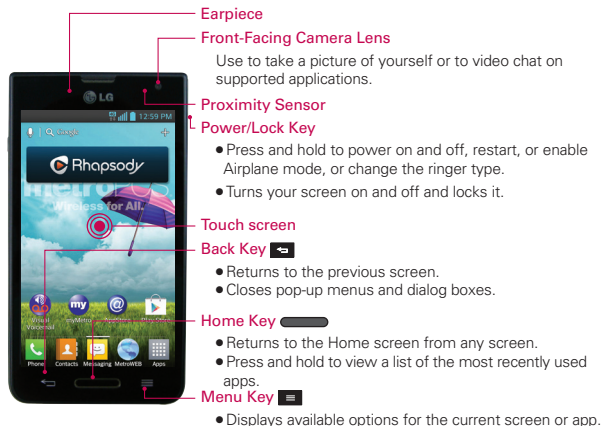 Earpiece
Front-Facing Camera Lens
Use to take a picture of yourself or to video chat on
supported applications.
LG
Proximity Sensor
12:59 PM
Power/Lock Key
Google
• Press and hold to power on and off, restart, or enable
Airplane mode, or change the ringer type.
Rhapsody
• Turns your screen on and off and locks it.
Wireless for All.
Touch screen
Back Key
• Returns to the previous screen.
• Closes pop-up menus and dialog boxes.
my
@
Visual
Voicemail
myMetro
Home Key
• Returns to the Home screen from any screen.
• Press and hold to view a list of the most recently used
apps.
Phone Contacts Messaging MetroWEB Apps
Menu Key
• Displays available options for the current screen or app.